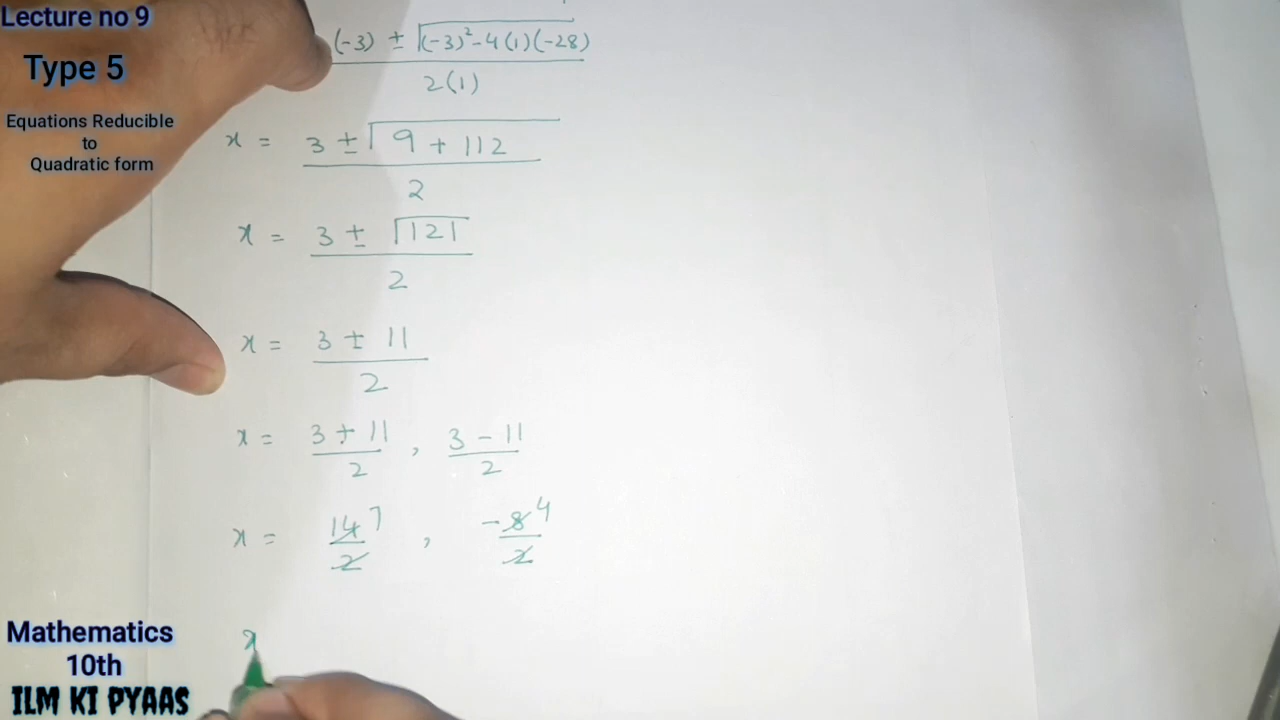 Lecture no 9
Type 5
Equations Reducible
to
Quadratic form
(-3) ± √(-3)²-4(1)(-28)
2(1)
x = 3 ± √9 + 112
2
x = 3 ± √121
2
x = 3 ± 11
2
x = 3 + 11 , 3 - 11
2 2
x = 14 7 , -8 4
2 2
x
Mathematics
10th
ILM KI PYAAS